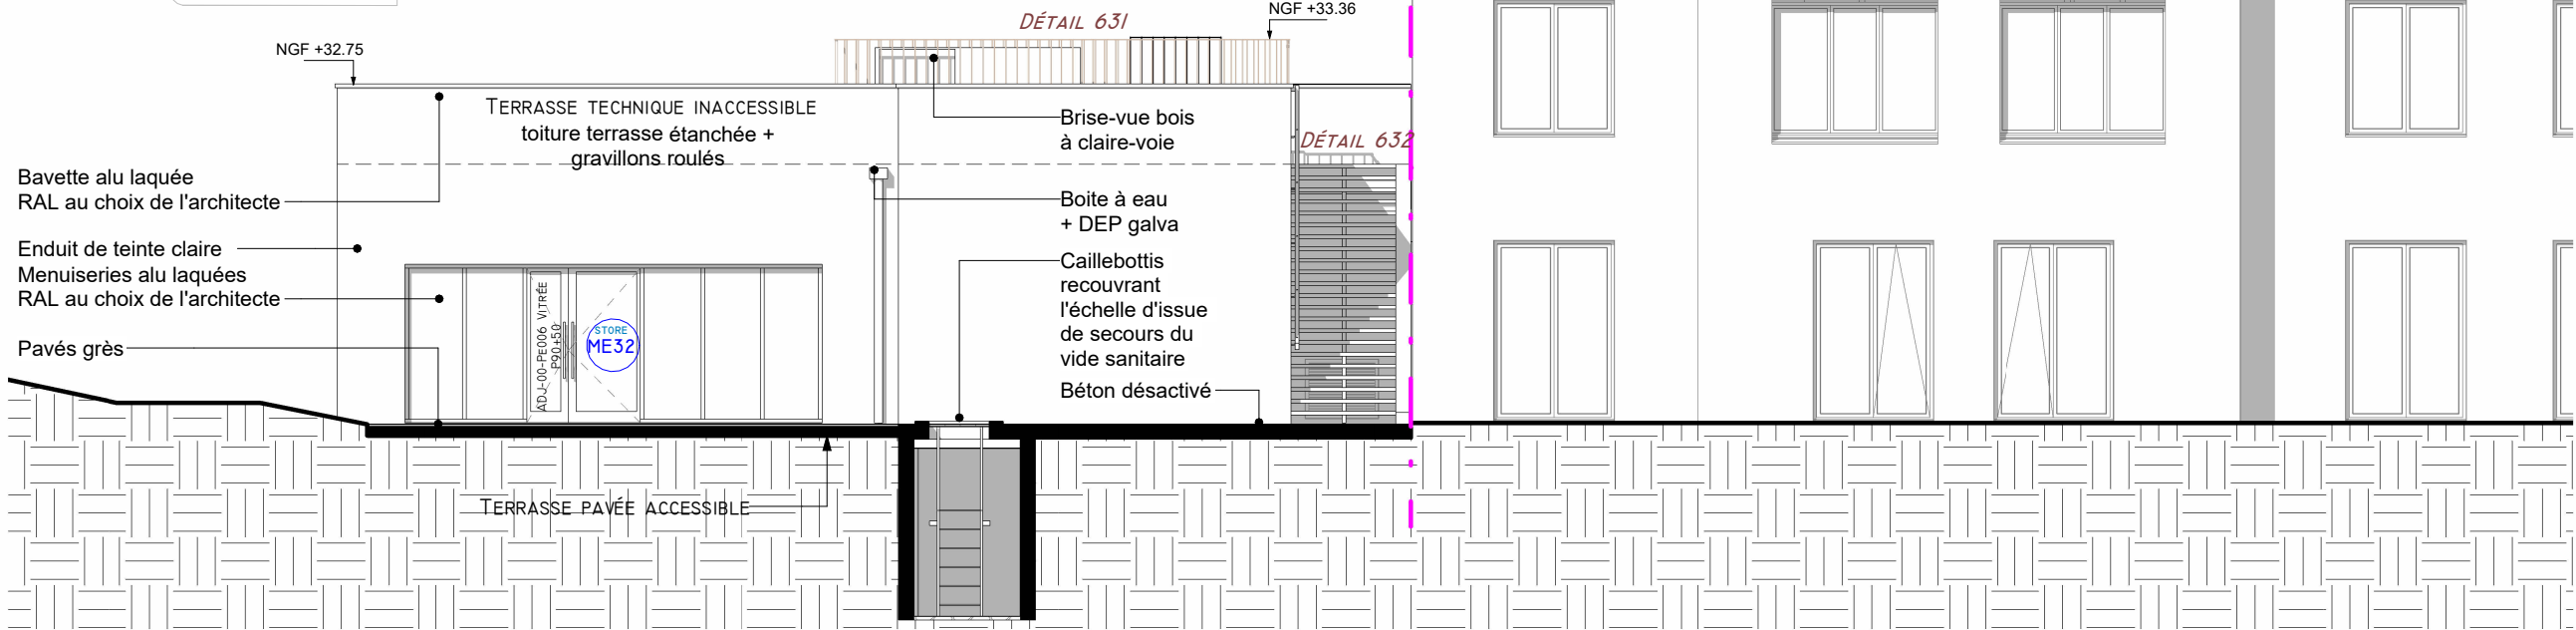 DÉTAIL 631
NGF +33.36
NGF +32.75
TERRASSE TECHNIQUE INACCESSIBLE
toiture terrasse étanchée +
gravillons roulés
Brise-vue bois
à claire-voie
DÉTAIL 632
Bavette alu laquée
RAL au choix de l'architecte
Boite à eau
+ DEP galva
Enduit de teinte claire
Menuiseries alu laquées
RAL au choix de l'architecte
Caillebottis
recouvrant
l'échelle d'issue
de secours du
vide sanitaire
ADJ-00-PE006 VITRÉE
P90+50
STORE
ME32
Pavés grès
Béton désactivé
TERRASSE PAVÉE ACCESSIBLE